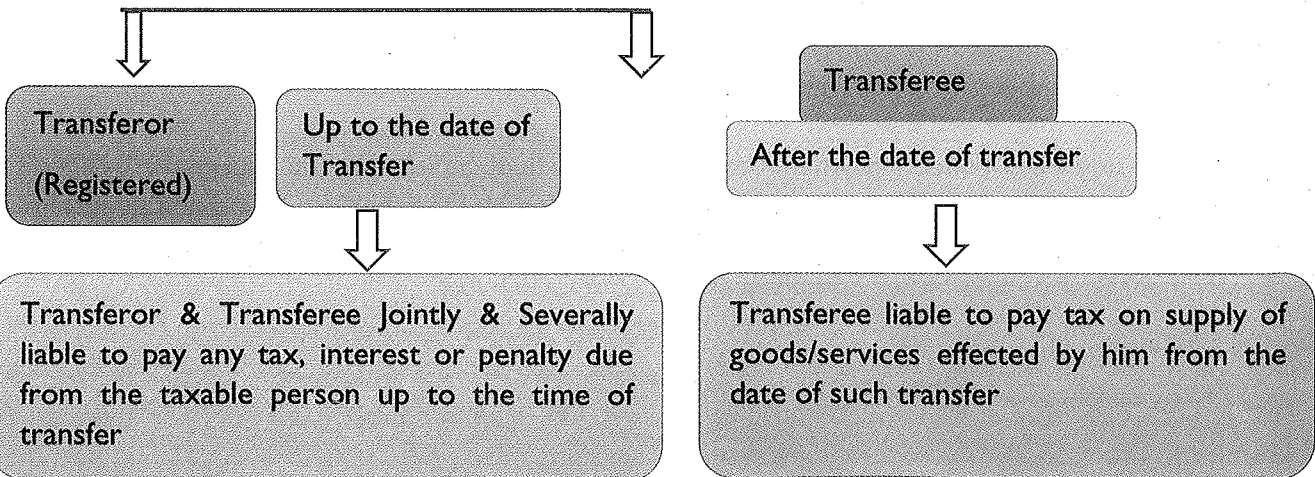 Transferor
(Registered)
Up to the date of
Transfer
Transferee
After the date of transfer
Transferor & Transferee Jointly & Severally
liable to pay any tax, interest or penalty due
from the taxable person up to the time of
transfer
Transferee liable to pay tax on supply of
goods/services effected by him from the
date of such transfer